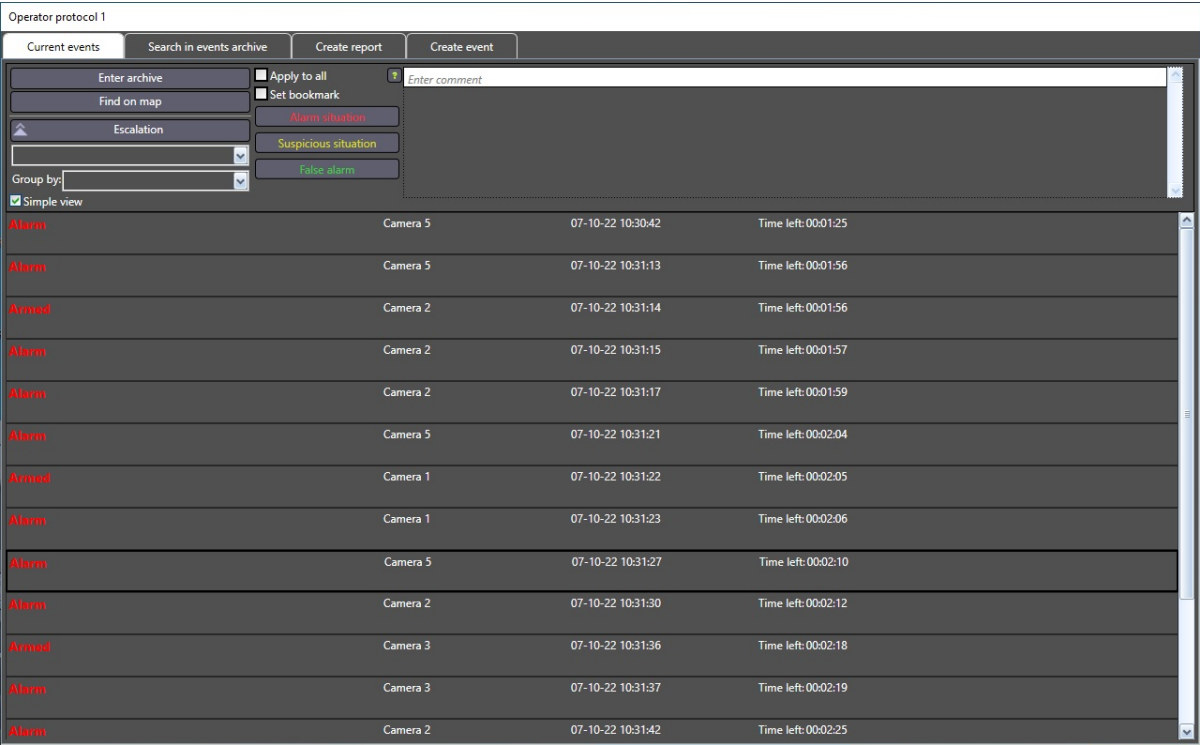 Operator protocol 1
Current events Search in events archive Create report Create event
Enter archive
Find on map
Escalation
Group by:
Simple view
Apply to all ?
Set bookmark
Alarm situation
Suspicious situation
False alarm
Enter comment
Alarm Camera 5 07-10-22 10:30:42 Time left: 00:01:25
Alarm Camera 5 07-10-22 10:31:13 Time left: 00:01:56
Armed Camera 2 07-10-22 10:31:14 Time left: 00:01:56
Alarm Camera 2 07-10-22 10:31:15 Time left: 00:01:57
Alarm Camera 2 07-10-22 10:31:17 Time left: 00:01:59
Alarm Camera 5 07-10-22 10:31:21 Time left: 00:02:04
Armed Camera 1 07-10-22 10:31:22 Time left: 00:02:05
Alarm Camera 1 07-10-22 10:31:23 Time left: 00:02:06
Alarm Camera 5 07-10-22 10:31:27 Time left: 00:02:10
Alarm Camera 2 07-10-22 10:31:30 Time left: 00:02:12
Armed Camera 3 07-10-22 10:31:36 Time left: 00:02:18
Alarm Camera 3 07-10-22 10:31:37 Time left: 00:02:19
Alarm Camera 2 07-10-22 10:31:42 Time left: 00:02:25